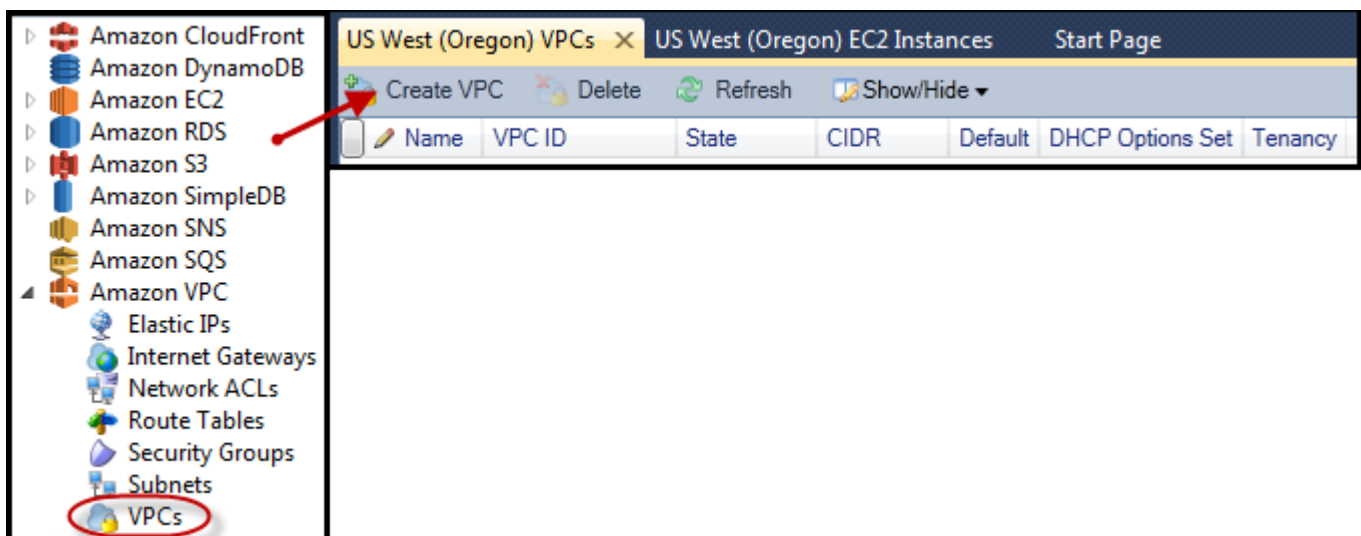 Amazon CloudFront
Amazon DynamoDB
Amazon EC2
Amazon RDS
Amazon S3
Amazon SimpleDB
Amazon SNS
Amazon SQS
Amazon VPC
Elastic IPs
Internet Gateways
Network ACLs
Route Tables
Security Groups
Subnets
VPCs
US West (Oregon) VPCs US West (Oregon) EC2 Instances Start Page
Create VPC Delete Refresh Show/Hide
Name VPC ID State CIDR Default DHCP Options Set Tenancy